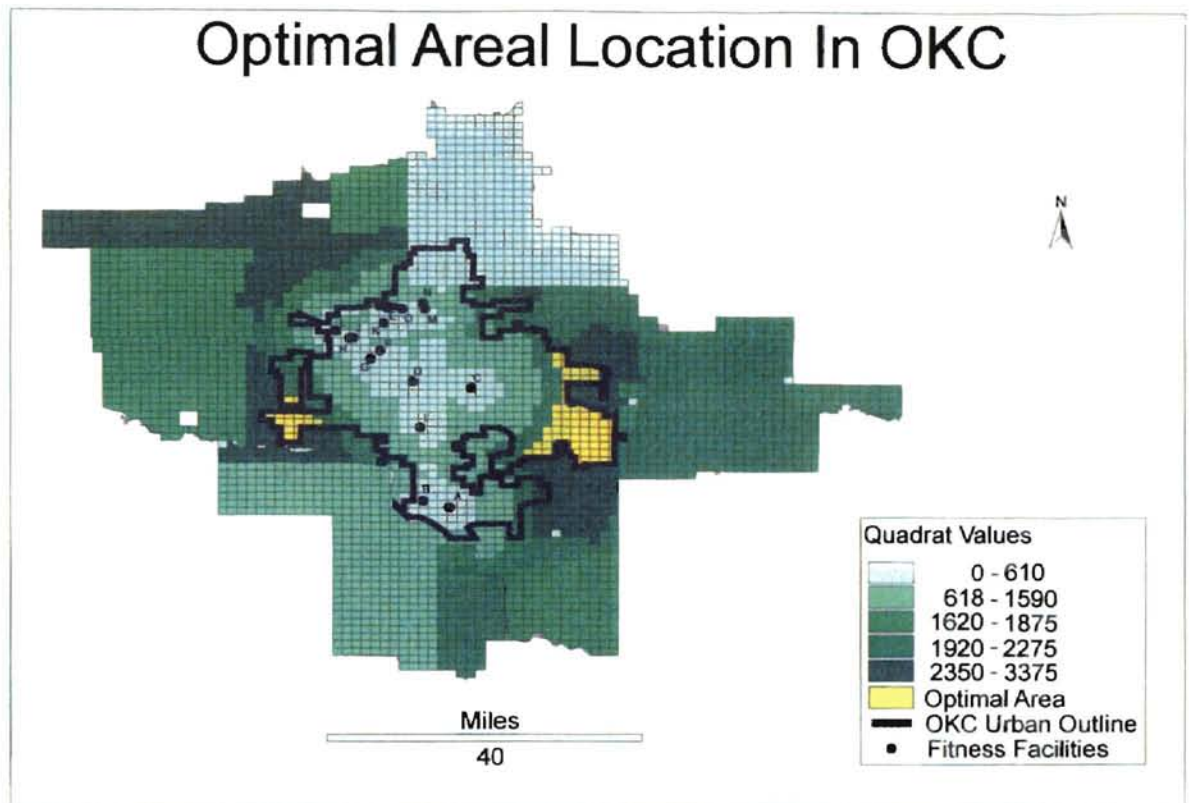 Optimal Areal Location In OKC
N
M
C
B
A
Quadrat Values
0 - 610
618 - 1590
1620 - 1875
1920 - 2275
2350 - 3375
Optimal Area
OKC Urban Outline
Fitness Facilities
Miles
40